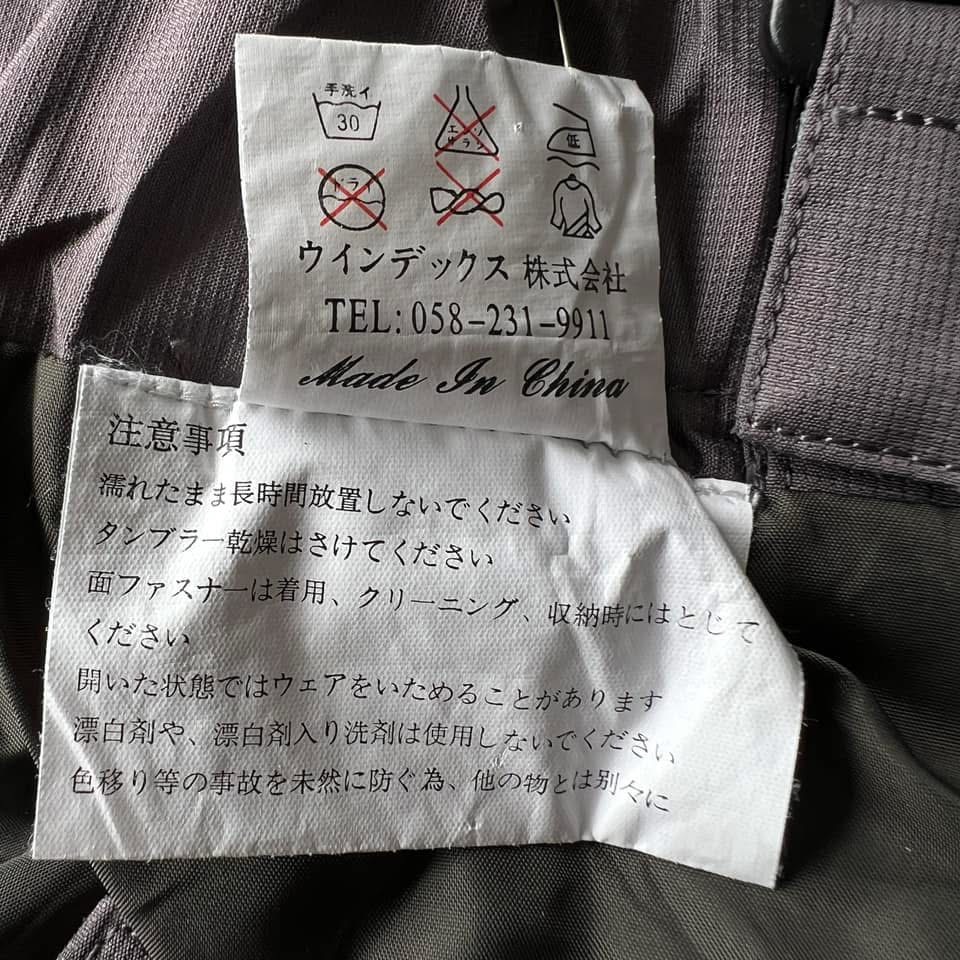 手洗イ
30
エンソ
サラシ
低
ドライ
ウインデックス 株式会社
TEL: 058-231-9911
Made In China
注意事項
濡れたまま長時間放置しないでください
タンブラー乾燥はさけてください
面ファスナーは着用、クリーニング、収納時にはとじて
ください
開いた状態ではウェアをいためることがあります
漂白剤や、漂白剤入り洗剤は使用しないでください
色移り等の事故を未然に防ぐ為、他の物とは別々に